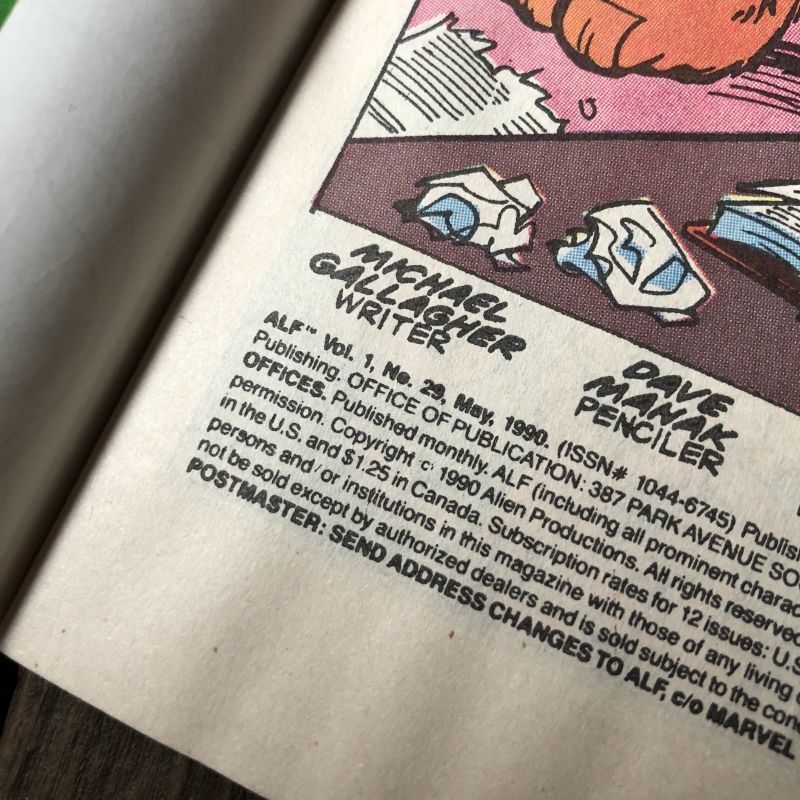 MICHAEL
GALLAGHER
WRITER
DAVE
MANAK
PENCILER
ALF™ Vol. 1, No. 29, May, 1990. (ISSN# 1044-6745) Publis
Publishing. OFFICE OF PUBLICATION: 387 PARK AVENUE SO
OFFICES. Published monthly. ALF (including all prominent charac
permission. Copyright © 1990 Alien Productions. All rights reserved
in the U.S. and $1.25 in Canada. Subscription rates for 12 issues: U.S
persons and/or institutions in this magazine with those of any living
not be sold except by authorized dealers and is sold subject to the con
POSTMASTER: SEND ADDRESS CHANGES TO ALF, c/o MARVEL